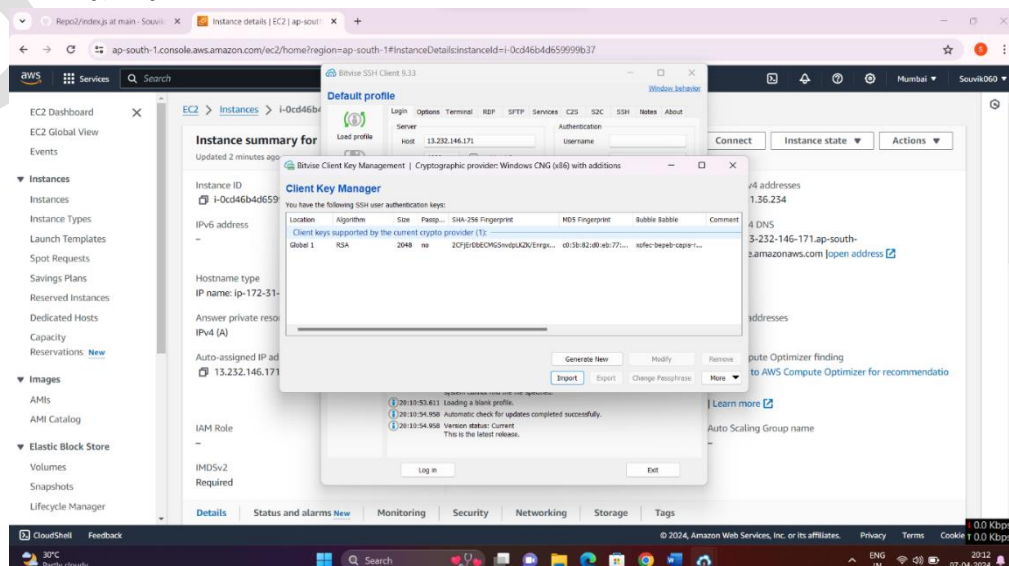 Repo2/index.js at main · Souvik
Instance details | EC2 | ap-sout
ap-south-1.console.aws.amazon.com/ec2/home?region=ap-south-1#InstanceDetails:instanceId=i-0cd46b4d659999b37
aws
Services
Search
Mumbai
Souvik060
EC2 Dashboard
EC2 Global View
Events
Instances
Instances
Instance Types
Launch Templates
Spot Requests
Savings Plans
Reserved Instances
Dedicated Hosts
Capacity
Reservations New
Images
AMIs
AMI Catalog
Elastic Block Store
Volumes
Snapshots
Lifecycle Manager
EC2 > Instances > i-0cd46b4
Instance summary for
Updated 2 minutes ago
Connect
Instance state
Actions
Instance ID
i-0cd46b4d659
IPv6 address
–
Hostname type
IP name: ip-172-31-
Answer private reso
IPv4 (A)
Auto-assigned IP ad
13.232.146.171
IAM Role
–
IMDSv2
Required
v4 addresses
1.36.234
4 DNS
3-232-146-171.ap-south-
e.amazonaws.com |open address
addresses
pute Optimizer finding
to AWS Compute Optimizer for recommendatio
| Learn more
Auto Scaling Group name
–
Details
Status and alarms New
Monitoring
Security
Networking
Storage
Tags
Bitvise SSH Client 9.33
Default profile
Window behavior
Load profile
Login Options Terminal RDP SFTP Services C2S S2C SSH Notes About
Server
Host 13.232.146.171
Authentication
Username
Bitvise Client Key Management | Cryptographic provider: Windows CNG (x86) with additions
Client Key Manager
You have the following SSH user authentication keys:
Location Algorithm Size Passp... SHA-256 Fingerprint MD5 Fingerprint Bubble Babble Comment
Client keys supported by the current crypto provider (1):
Global 1 RSA 2048 no
Generate New
Modify
Remove
Import
Export
Change Passphrase
More
20:10:53.611 Loading a blank profile.
20:10:54.958 Automatic check for updates completed successfully.
20:10:54.958 Version status: Current
This is the latest release.
Log in
Exit
CloudShell
Feedback
© 2024, Amazon Web Services, Inc. or its affiliates.
Privacy
Terms
Cookie
0.0 Kbps
0.0 Kbps
30°C
Partly cloudy
Search
ENG
IN
20:12
07-04-2024